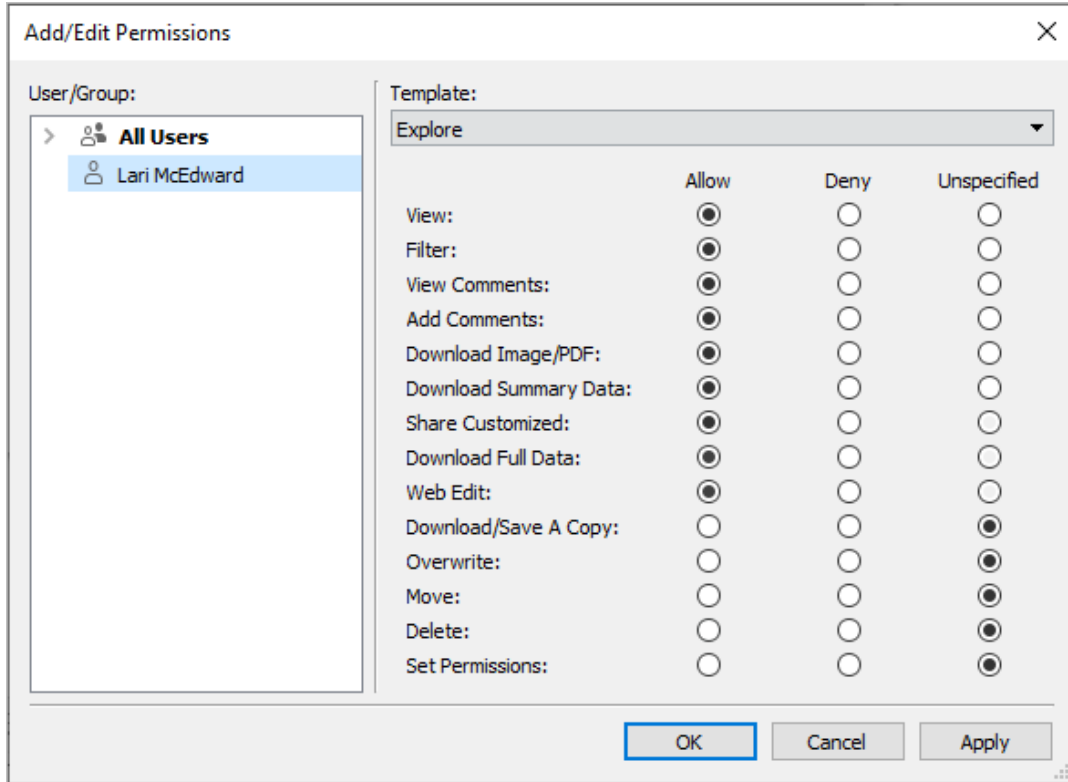 Add/Edit Permissions
User/Group:
All Users
Lari McEdward
Template:
Explore
Allow Deny Unspecified
View:
Filter:
View Comments:
Add Comments:
Download Image/PDF:
Download Summary Data:
Share Customized:
Download Full Data:
Web Edit:
Download/Save A Copy:
Overwrite:
Move:
Delete:
Set Permissions:
OK Cancel Apply